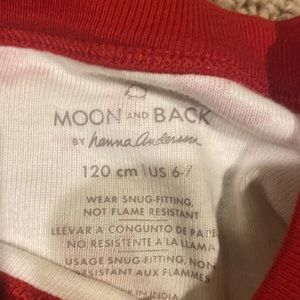 MOON AND BACK
BY hanna andersson
120 cm | US 6-7
WEAR SNUG-FITTING,
NOT FLAME RESISTANT
LLEVAR A CONGUNTO DE
NO RESISTENTE A LA LLAMA
USAGE SNUG-FITTING, NON
RESISTANT AUX FLAMMES